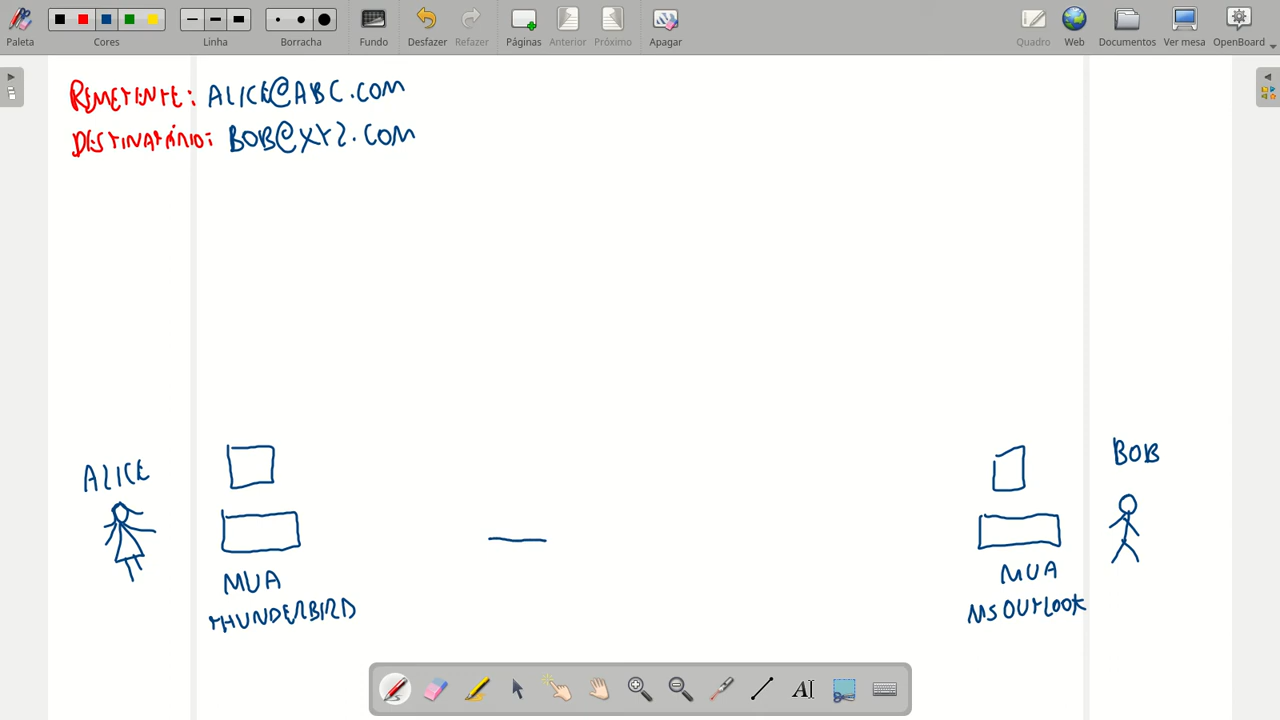 Paleta
Cores
Linha
Borracha
Fundo
Desfazer
Refazer
Páginas
Anterior
Próximo
Apagar
Quadro
Web
Documentos
Ver mesa
OpenBoard
REMETENTE: ALICE@ABC.COM
DESTINATÁRIO: BOB@XYZ.COM
ALICE
BOB
MUA
THUNDERBIRD
MUA
MS OUTLOOK
AI